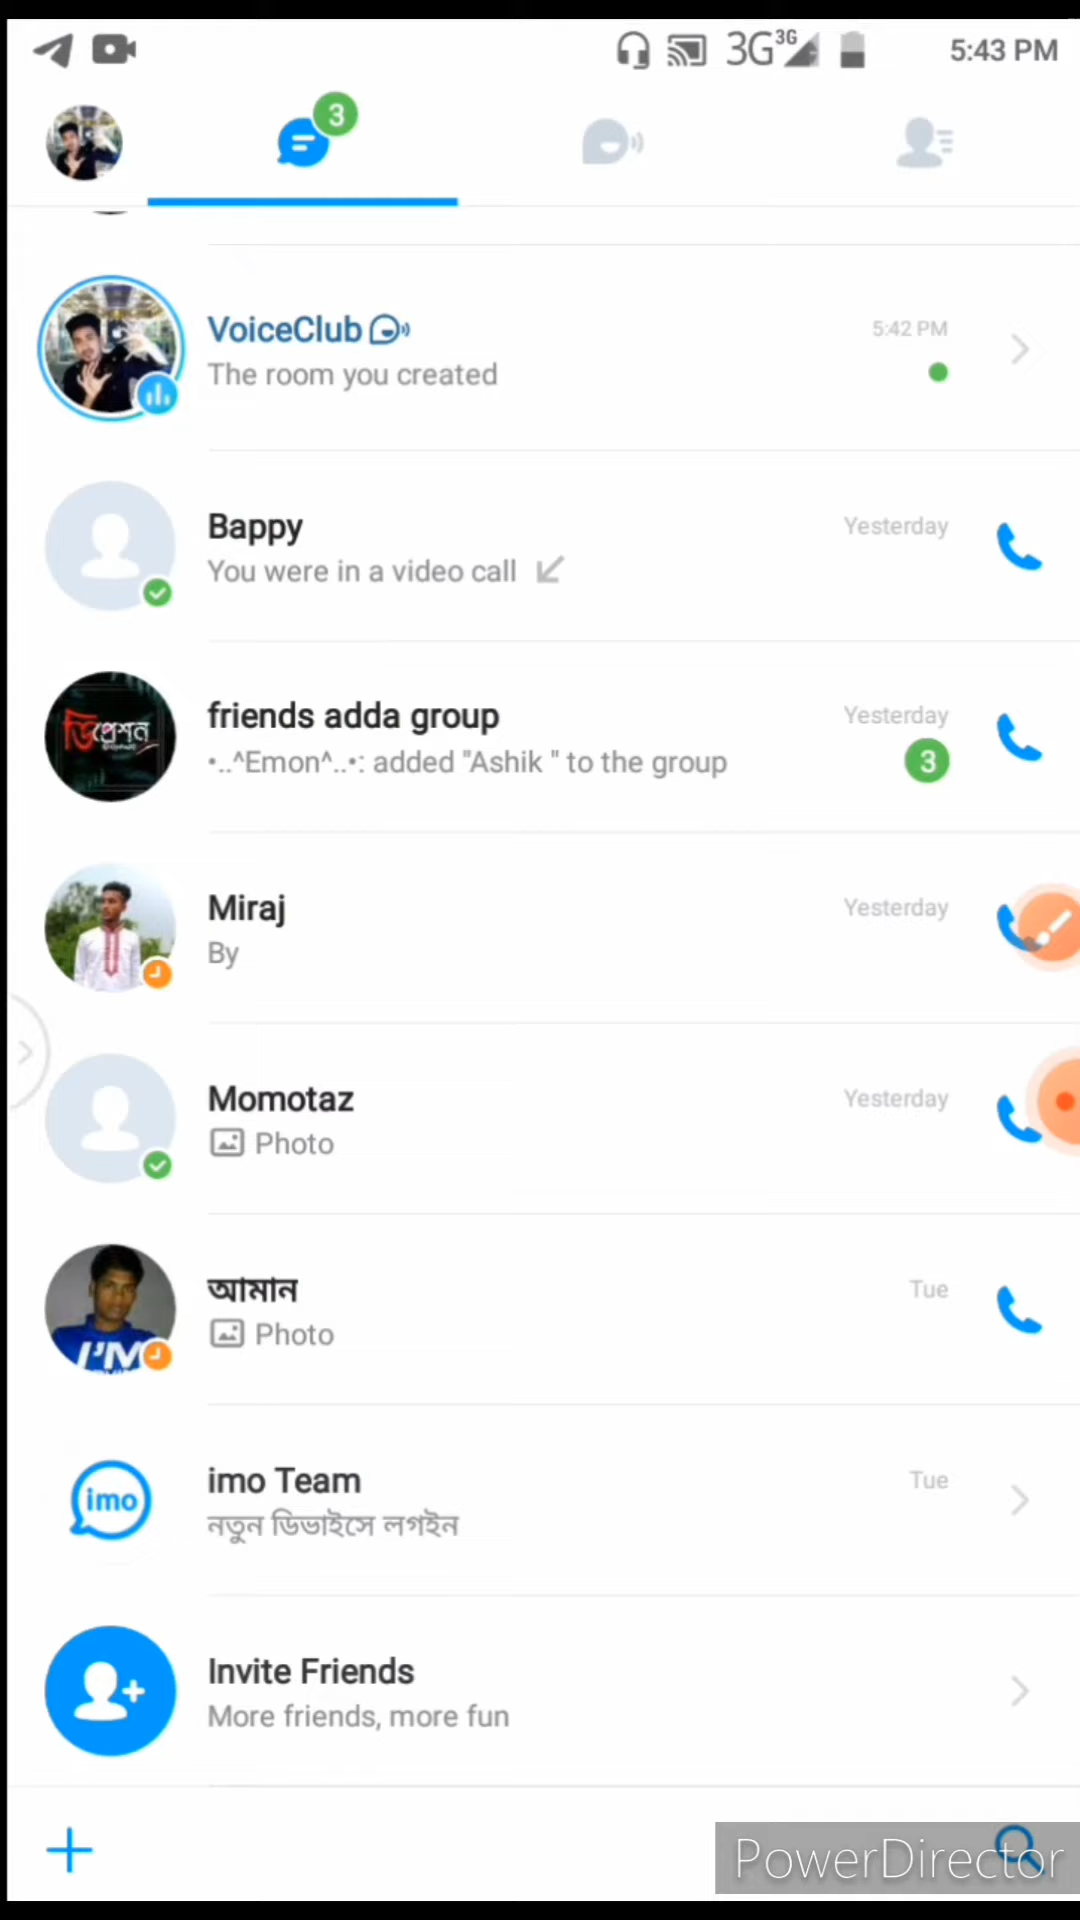 3G 3G 5:43 PM
3
VoiceClub 5:42 PM
The room you created
Bappy Yesterday
You were in a video call
ডিপ্রেশন
friends adda group Yesterday
•..^Emon^..•: added "Ashik " to the group 3
Miraj Yesterday
By
Momotaz Yesterday
Photo
আমান Tue
Photo
I'M
imo
imo Team Tue
নতুন ডিভাইসে লগইন
Invite Friends
More friends, more fun
PowerDirector